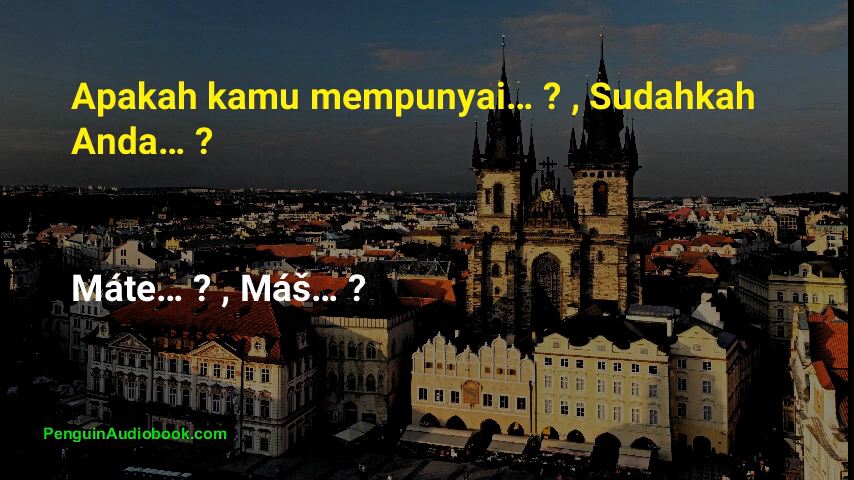 Apakah kamu mempunyai… ? , Sudahkah
Anda… ?
Máte… ? , Máš… ?
PenguinAudiobook.com